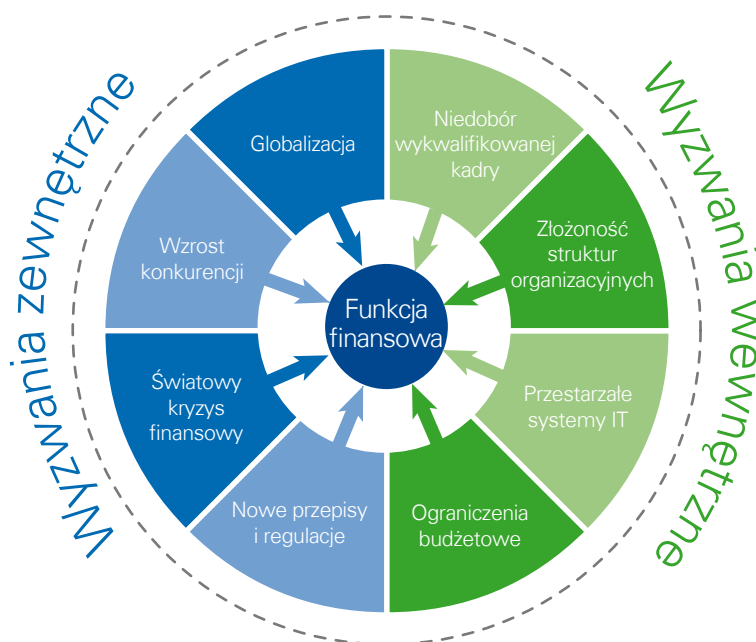 Wyzwania zewnętrzne
Globalizacja
Wzrost
konkurencji
Światowy
kryzys
finansowy
Nowe przepisy
i regulacje
Funkcja
finansowa
Niedobór
wykwalifikowanej
kadry
Złożoność
struktur
organizacyjnych
Przestarzałe
systemy IT
Ograniczenia
budżetowe
Wyzwania wewnętrzne